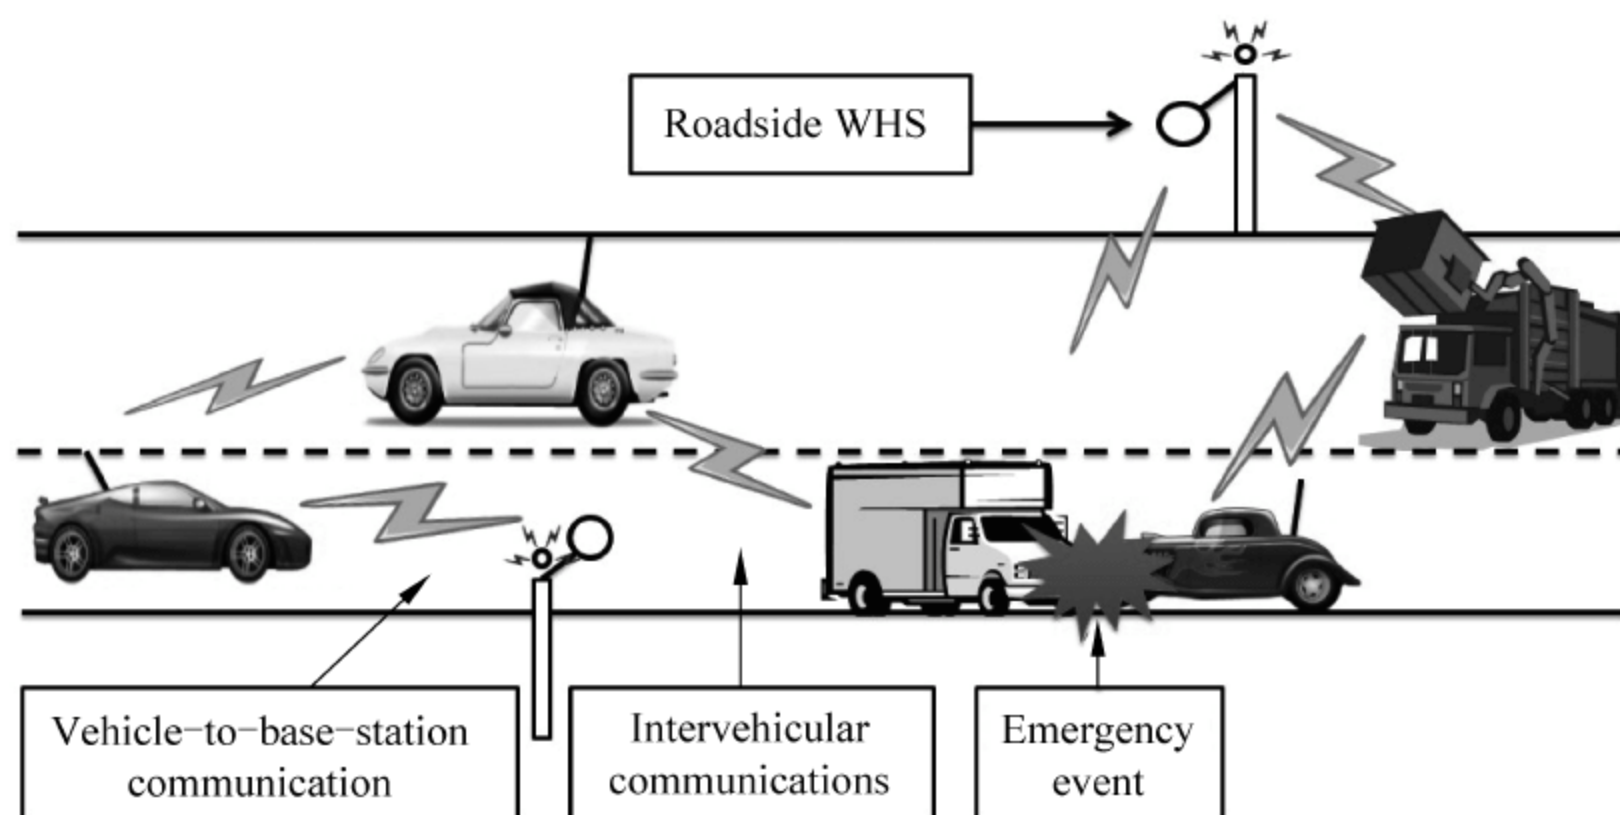 Roadside WHS
Vehicle-to-base-station
communication
Intervehicular
communications
Emergency
event